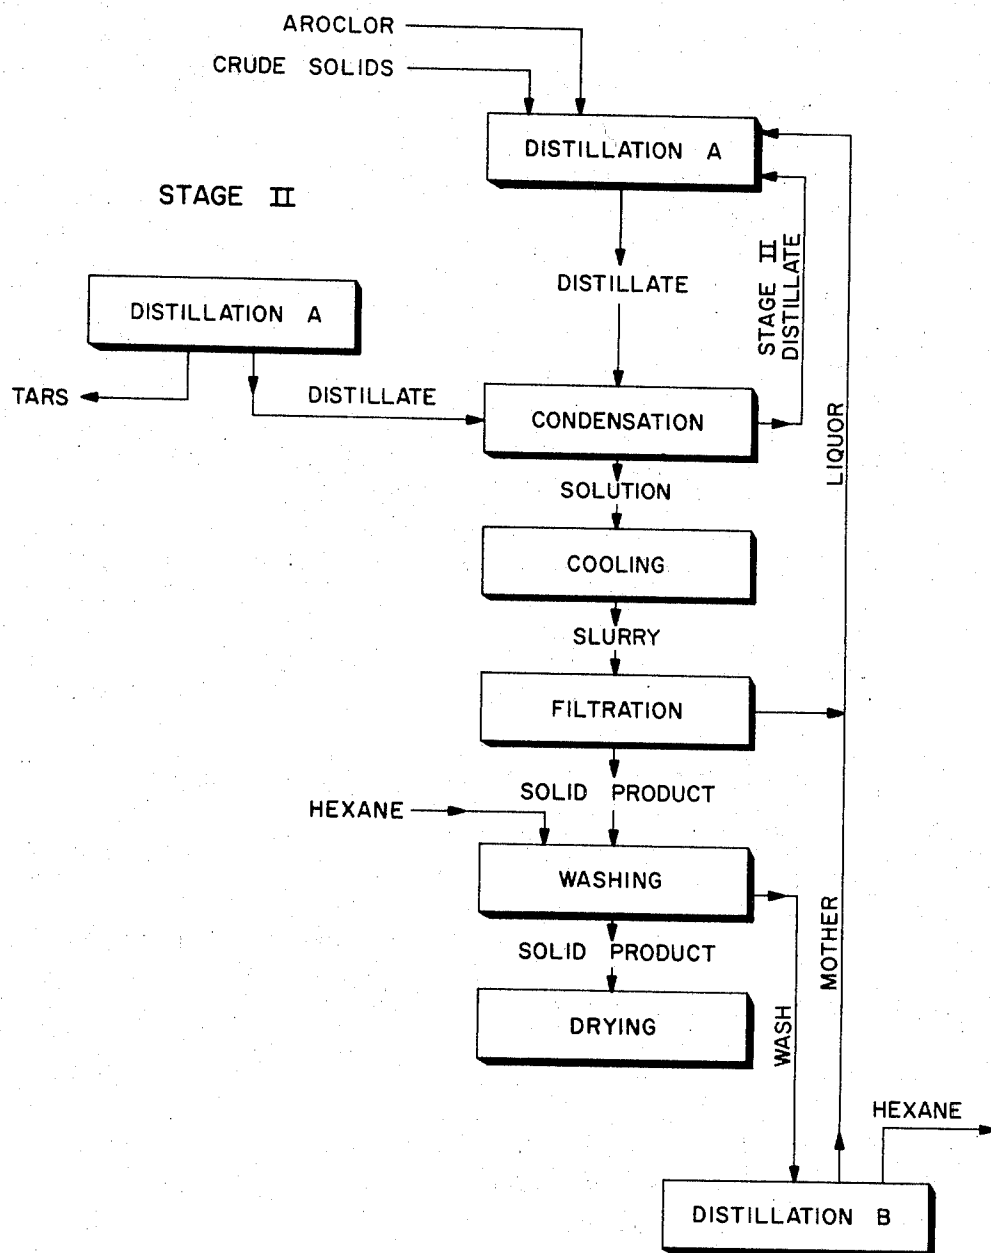 AROCLOR
CRUDE SOLIDS
DISTILLATION A
STAGE II
STAGE II
DISTILLATE
DISTILLATE
DISTILLATION A
TARS
DISTILLATE
CONDENSATION
LIQUOR
SOLUTION
COOLING
SLURRY
FILTRATION
SOLID PRODUCT
HEXANE
WASHING
MOTHER
SOLID PRODUCT
DRYING
WASH
HEXANE
DISTILLATION B